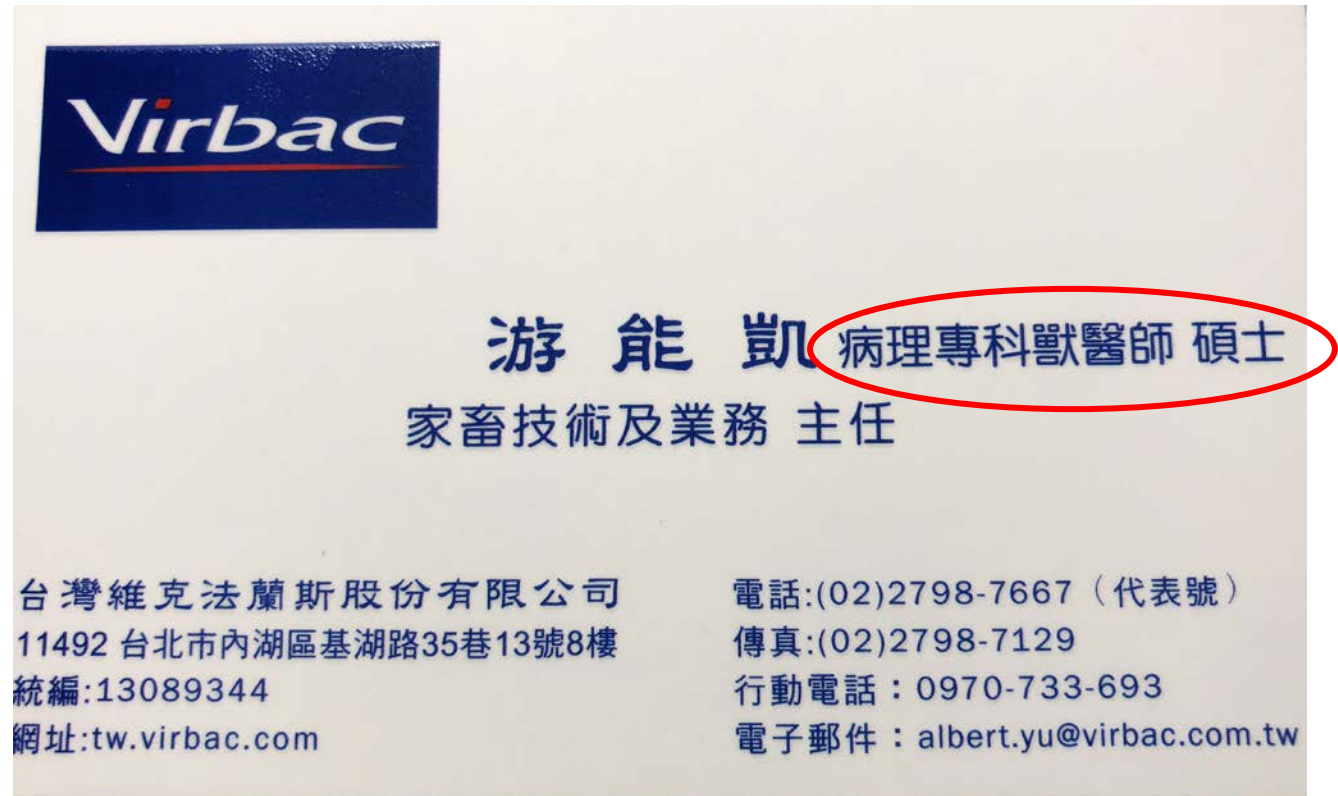 Virbac
游能凱 病理專科獸醫師 碩士
家畜技術及業務 主任
台灣維克法蘭斯股份有限公司
11492 台北市內湖區基湖路35巷13號8樓
統編:13089344
網址:tw.virbac.com
電話:(02)2798-7667（代表號）
傳真:(02)2798-7129
行動電話：0970-733-693
電子郵件：albert.yu@virbac.com.tw